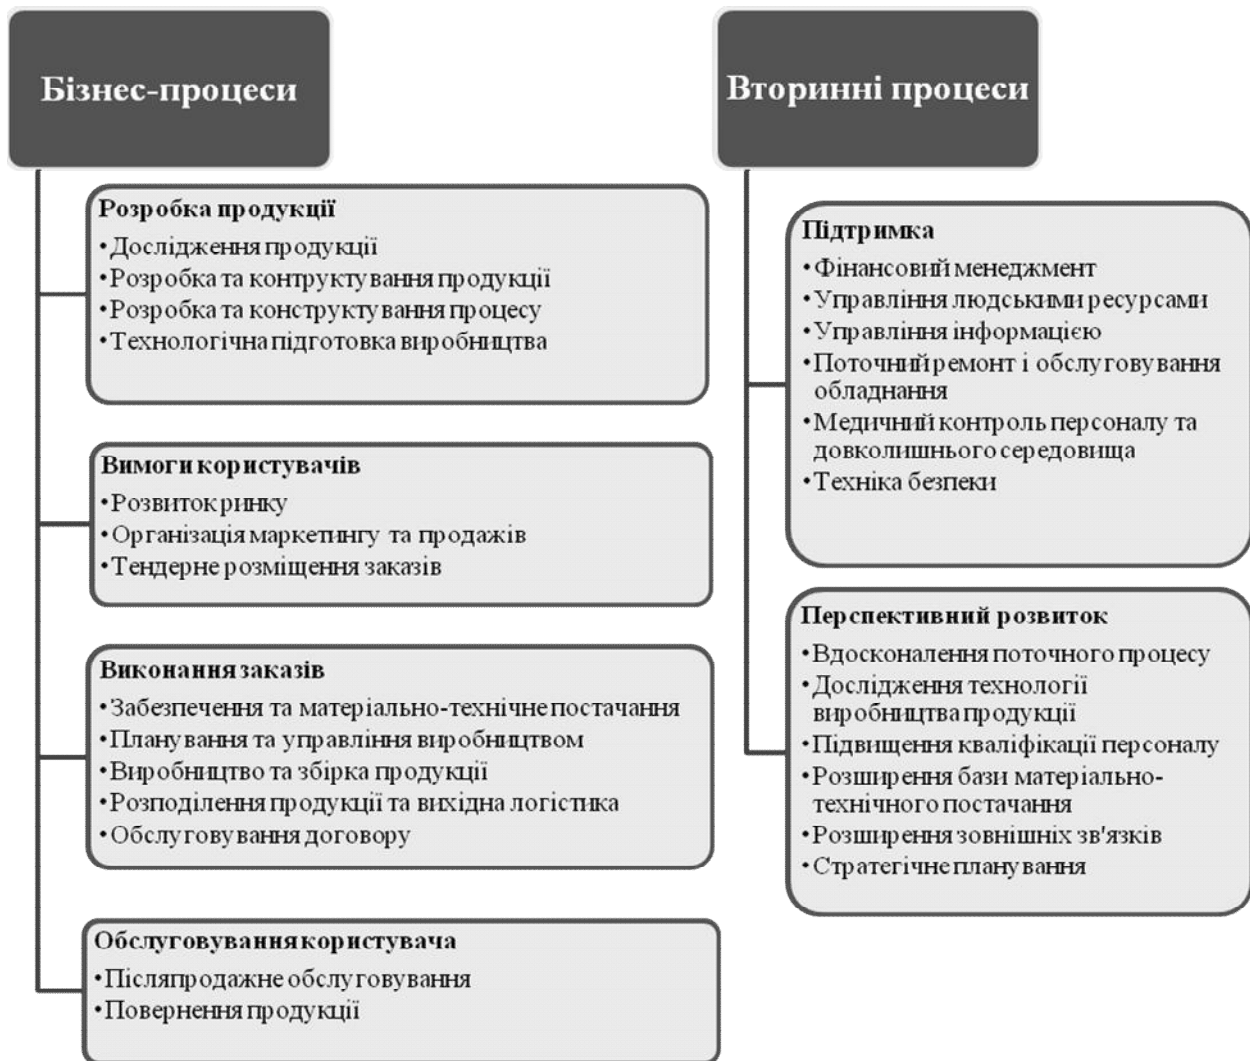 Бізнес-процеси
Розробка продукції
•Дослідження продукції
•Розробка та контруктування продукції
•Розробка та конструктування процесу
•Технологічна підготовка виробництва
Вимоги користувачів
•Розвиток ринку
•Організація маркетингу та продажів
•Тендерне розміщення заказів
Виконання заказів
•Забезпечення та матеріально-технічне постачання
•Планування та управління виробництвом
•Виробництво та збірка продукції
•Розподілення продукції та вихідна логістика
•Обслуговування договору
Обслуговування користувача
•Післяпродажне обслуговування
•Повернення продукції
Вторинні процеси
Підтримка
•Фінансовий менеджмент
•Управління людськими ресурсами
•Управління інформацією
•Поточний ремонт і обслуговування
обладнання
•Медичний контроль персоналу та
довколишнього середовища
•Техніка безпеки
Перспективний розвиток
•Вдосконалення поточного процесу
•Дослідження технології
виробництва продукції
•Підвищення кваліфікації персоналу
•Розширення бази матеріально-
технічного постачання
•Розширення зовнішніх зв'язків
•Стратегічне планування